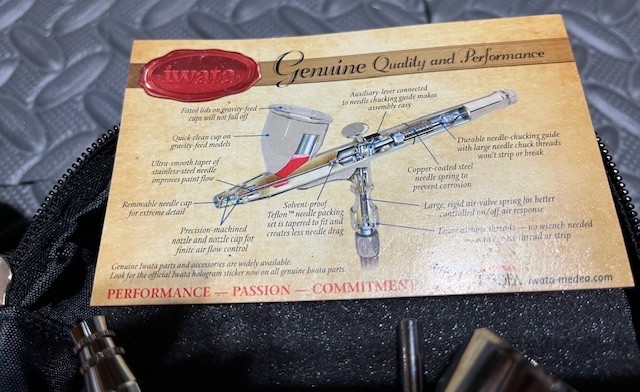 iwata
Genuine Quality and Performance
Auxiliary-lever connected
to needle chucking guide makes
assembly easy
Fitted lids on gravity-feed
cups will not fall off
Quick-clean cup on
gravity-feed models
Ultra-smooth taper of
stainless-steel needle
improves paint flow
Removable needle cap
for extreme detail
Precision-machined
nozzle and nozzle cap for
finite air flow control
Solvent-proof
Teflon™ needle packing
set is tapered to fit and
creates less needle drag
Durable needle-chucking guide
with large needle chuck threads
won't strip or break
Copper-coated steel
needle spring to
prevent corrosion
Large, rigid air-valve spring for better
controlled on/off air response
threads — no wrench needed
or strip
Genuine Iwata parts and accessories are widely available.
Look for the official Iwata hologram sticker now on all genuine Iwata parts.
PERFORMANCE — PASSION — COMMITMENT
iwata-medea.com